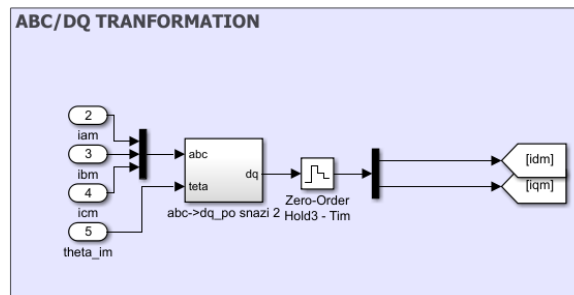 ABC/DQ TRANFORMATION
2
iam
3
ibm
4
icm
5
theta_im
abc
teta
dq
abc->dq_po snazi 2
Zero-Order
Hold3 - Tim
[idm]
[iqm]